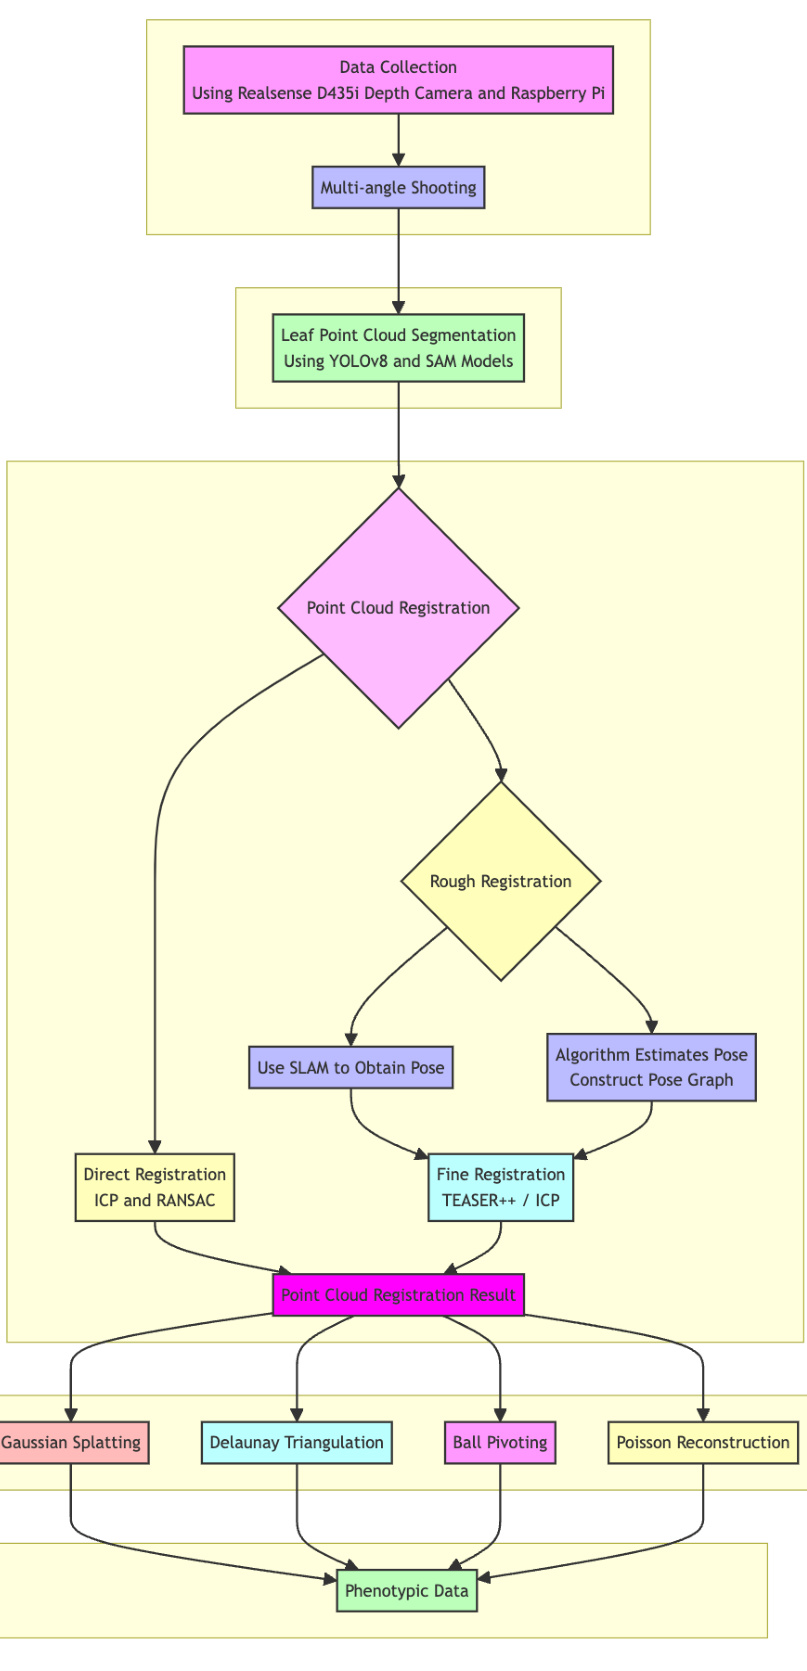 Data Collection
Using Realsense D435i Depth Camera and Raspberry Pi
Multi-angle Shooting
Leaf Point Cloud Segmentation
Using YOLOv8 and SAM Models
Point Cloud Registration
Rough Registration
Use SLAM to Obtain Pose
Algorithm Estimates Pose
Construct Pose Graph
Direct Registration
ICP and RANSAC
Fine Registration
TEASER++ / ICP
Point Cloud Registration Result
Gaussian Splatting
Delaunay Triangulation
Ball Pivoting
Poisson Reconstruction
Phenotypic Data